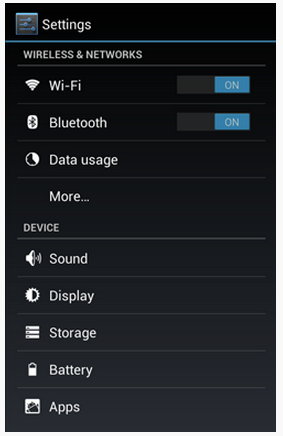 Settings
WIRELESS & NETWORKS
Wi-Fi ON
Bluetooth ON
Data usage
More...
DEVICE
Sound
Display
Storage
Battery
Apps